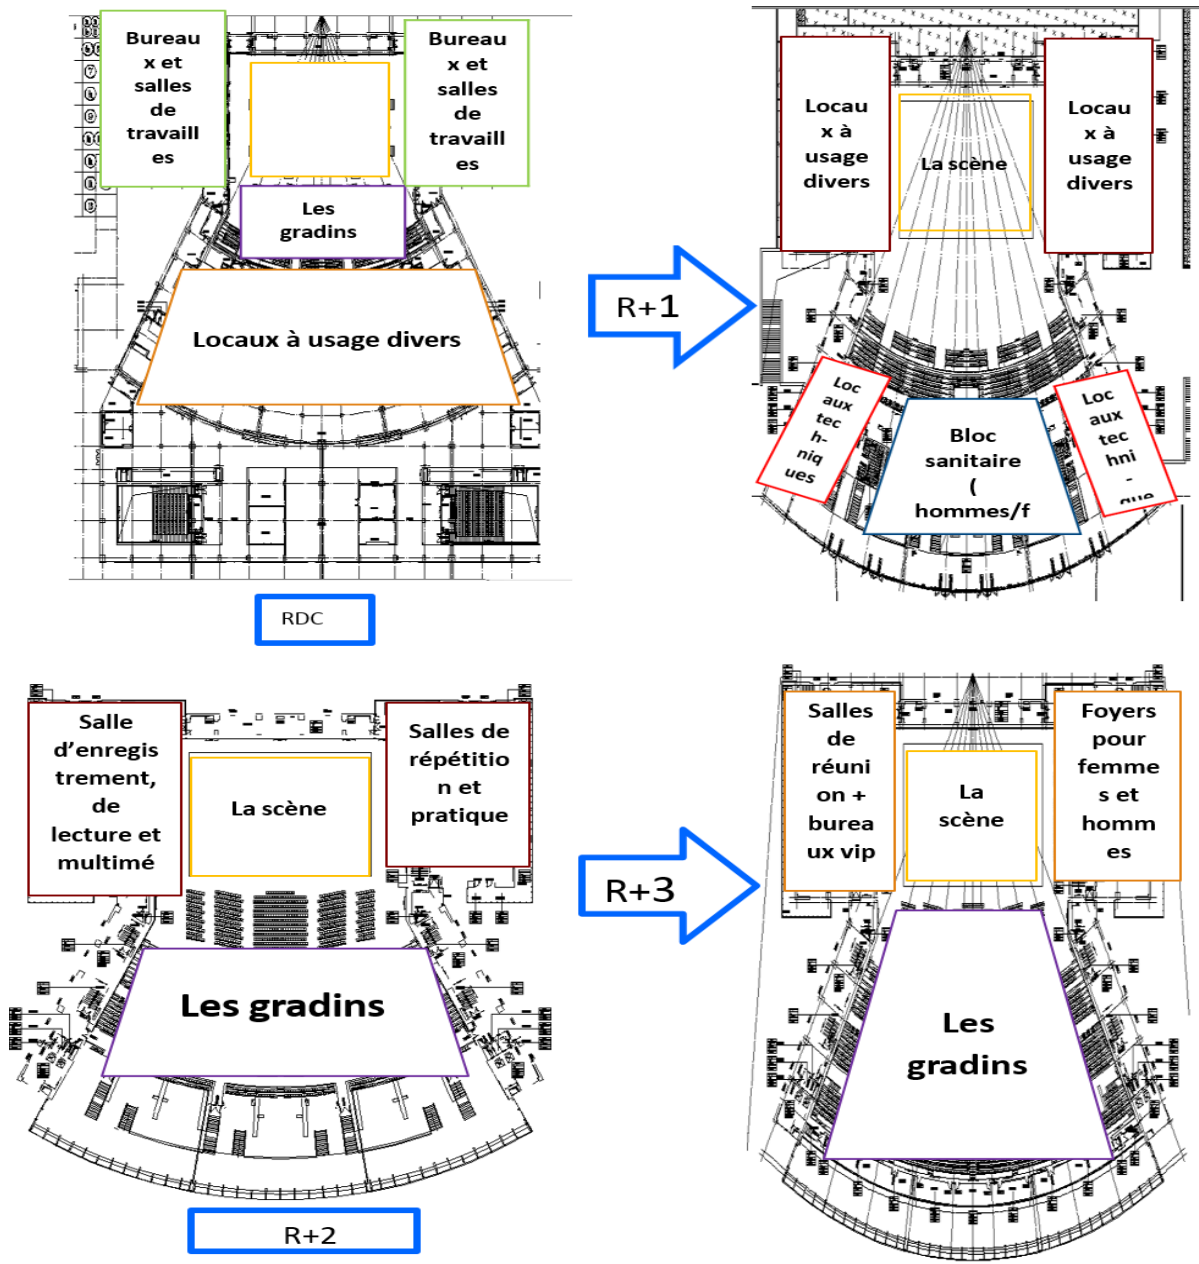 Bureau
x et
salles
de
travaill
es
Bureau
x et
salles
de
travaill
es
Les
gradins
Locaux à usage divers
RDC
R+1
Locau
x à
usage
divers
La scène
Locau
x à
usage
divers
Loc
aux
tec
h-
niq
ues
Bloc
sanitaire
(
hommes/f
Loc
aux
tec
hni
-
que
Salle
d’enregis
trement,
de
lecture et
multimé
La scène
Salles de
répétitio
n et
pratique
Les gradins
R+2
R+3
Salles
de
réuni
on +
burea
ux vip
La
scène
Foyers
pour
femme
s et
homm
es
Les
gradins